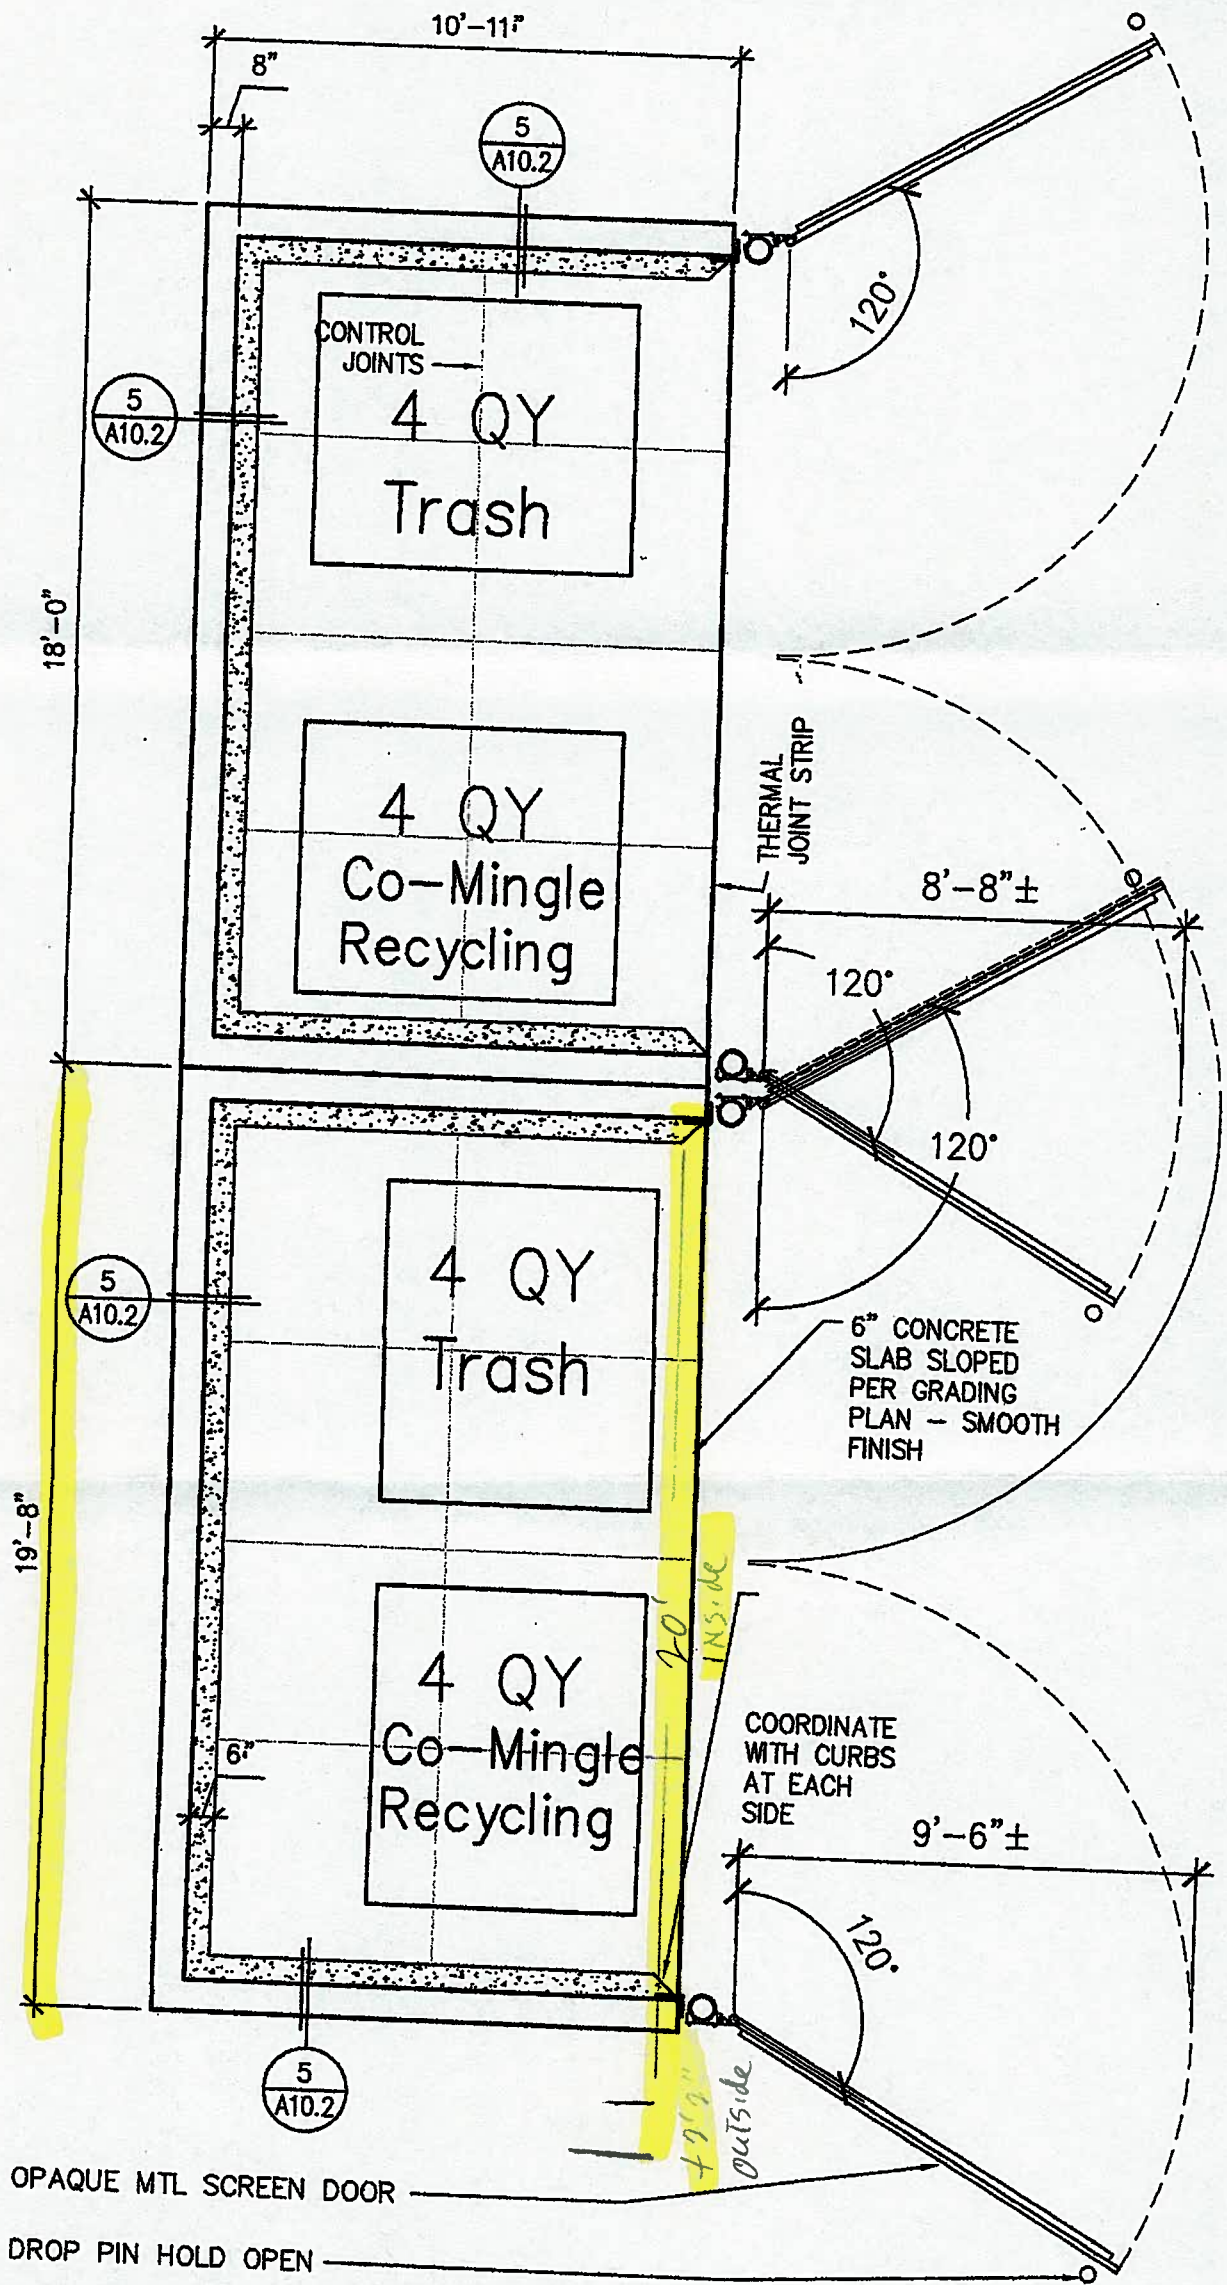 10'-11"
8"
5
A10.2
120°
CONTROL
JOINTS
5
A10.2
4 QY
Trash
18'-0"
THERMAL
JOINT STRIP
4 QY
Co-Mingle
Recycling
8'-8"±
120°
120°
4 QY
Trash
5
A10.2
6" CONCRETE
SLAB SLOPED
PER GRADING
PLAN - SMOOTH
FINISH
19'-8"
20'
INSide
4 QY
Co-Mingle
Recycling
6"
COORDINATE
WITH CURBS
AT EACH
SIDE
9'-6"±
120°
5
A10.2
OUTSide
OPAQUE MTL SCREEN DOOR
DROP PIN HOLD OPEN